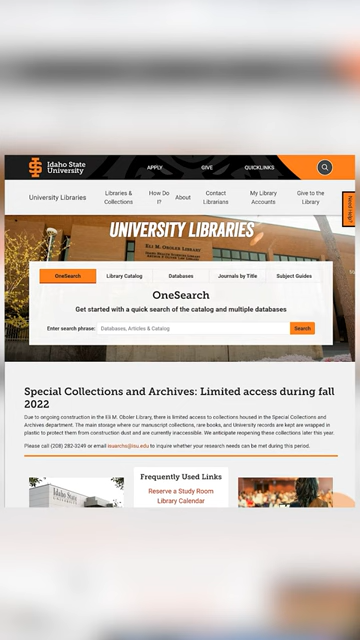 Idaho State
University
APPLY
GIVE
QUICKLINKS
University Libraries
Libraries &
Collections
How Do
I?
About
Contact
Librarians
My Library
Accounts
Give to the
Library
Need Help?
UNIVERSITY LIBRARIES
ELI M. OBOLER LIBRARY
OneSearch
Library Catalog
Databases
Journals by Title
Subject Guides
OneSearch
Get started with a quick search of the catalog and multiple databases
Enter search phrase:
Databases, Articles & Catalog
Search
Special Collections and Archives: Limited access during fall
2022
Due to ongoing construction in the Eli M. Oboler Library, there is limited access to collections housed in the Special Collections and
Archives department. The main storage where our manuscript collections, rare books, and University records are kept are wrapped in
plastic to protect them from construction dust and are currently inaccessible. We anticipate reopening these collections later this year.
Please call (208) 282-3249 or email isuarchs@isu.edu to inquire whether your research needs can be met during this period.
Frequently Used Links
Reserve a Study Room
Library Calendar
Idaho State